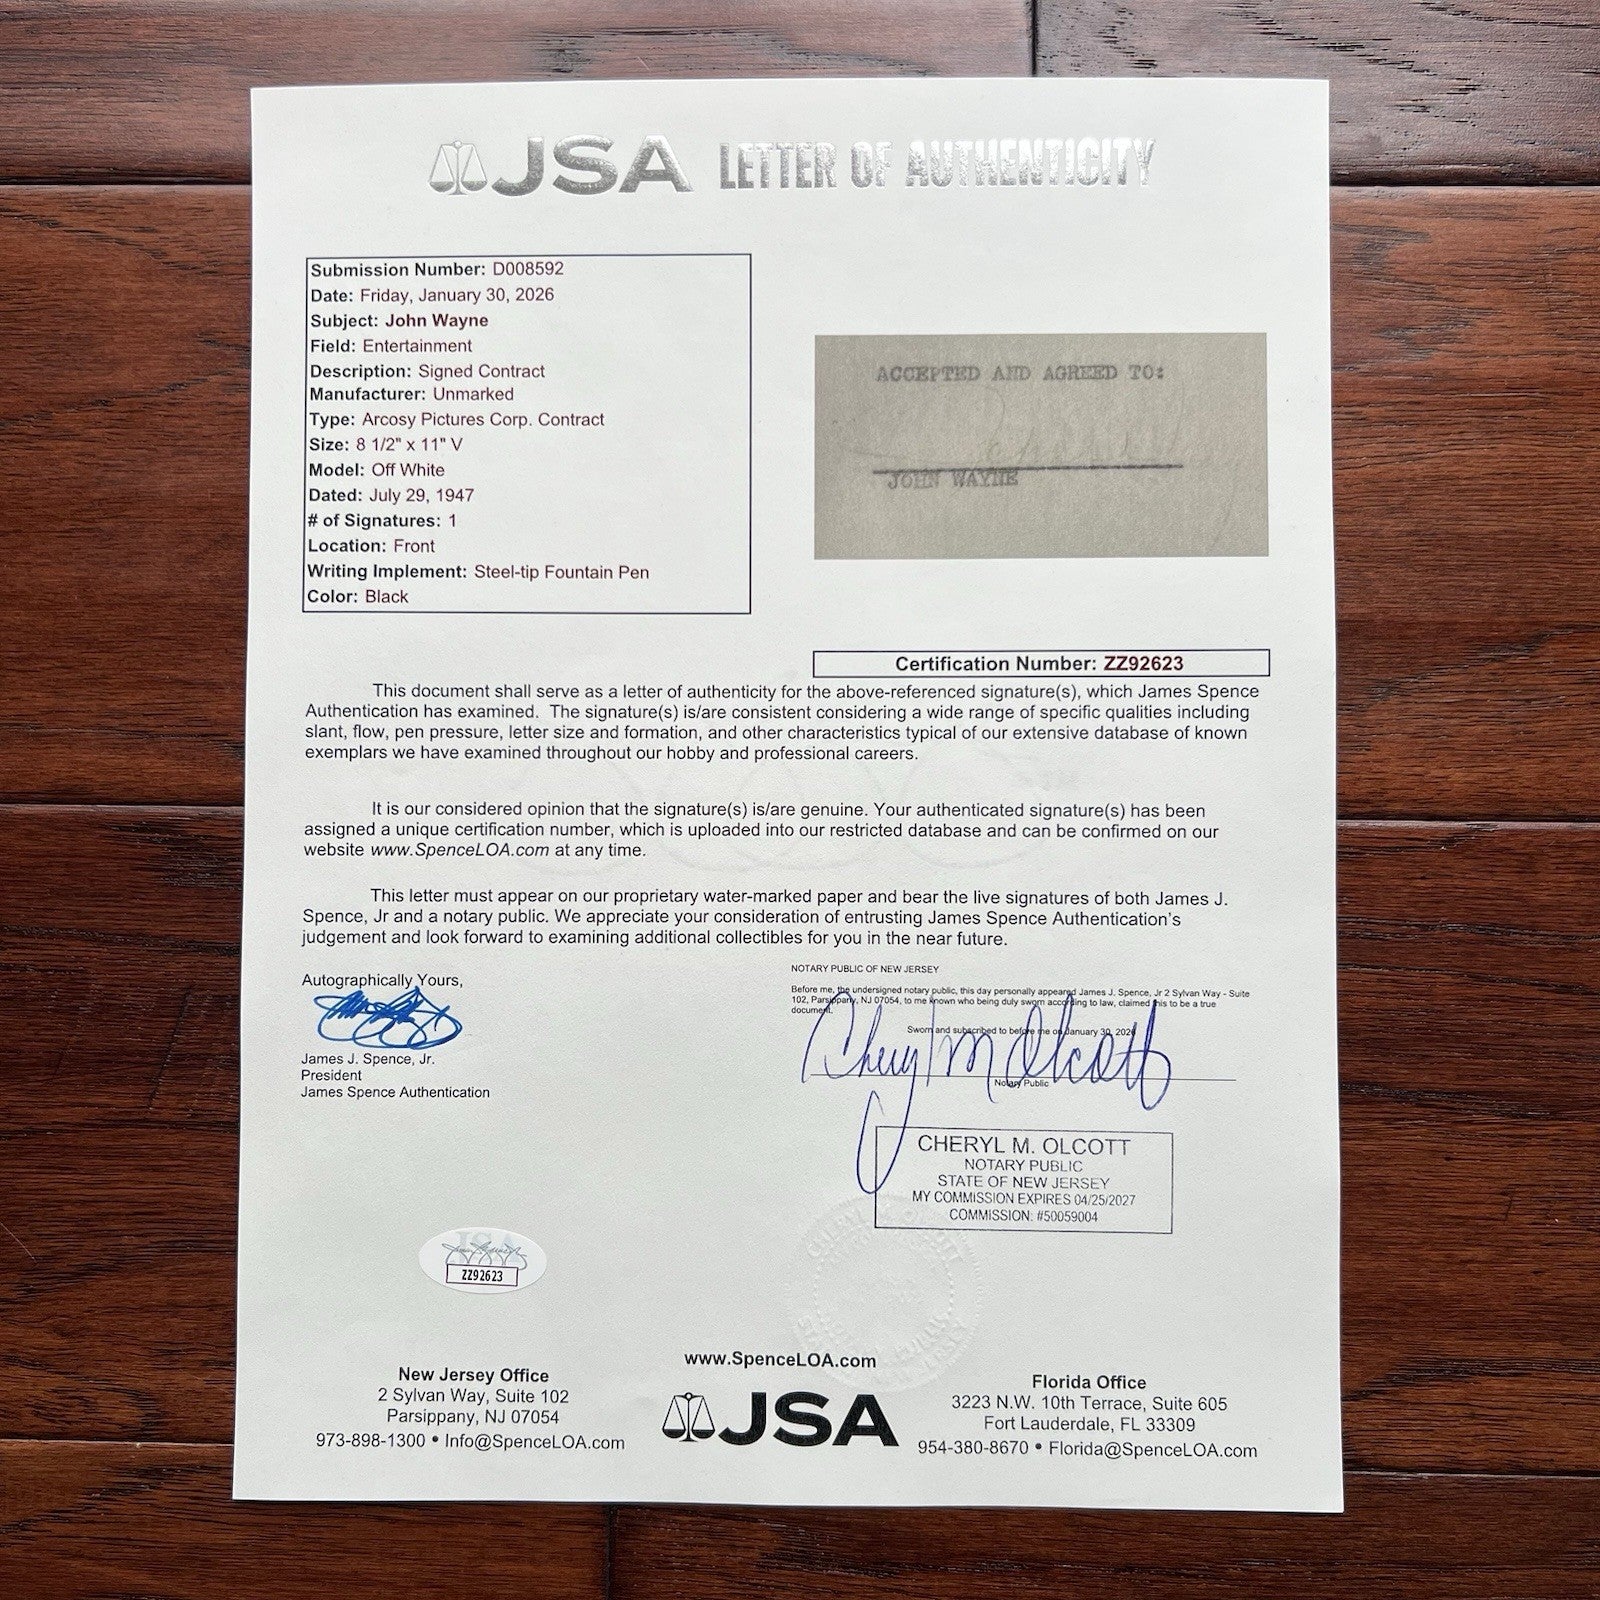 JSA LETTER OF AUTHENTICITY
Submission Number: D008592
Date: Friday, January 30, 2026
Subject: John Wayne
Field: Entertainment
Description: Signed Contract
Manufacturer: Unmarked
Type: Arcosy Pictures Corp. Contract
Size: 8 1/2" x 11" V
Model: Off White
Dated: July 29, 1947
# of Signatures: 1
Location: Front
Writing Implement: Steel-tip Fountain Pen
Color: Black
ACCEPTED AND AGREED TO:
JOHN WAYNE
Certification Number: ZZ92623
This document shall serve as a letter of authenticity for the above-referenced signature(s), which James Spence
Authentication has examined. The signature(s) is/are consistent considering a wide range of specific qualities including
slant, flow, pen pressure, letter size and formation, and other characteristics typical of our extensive database of known
exemplars we have examined throughout our hobby and professional careers.
It is our considered opinion that the signature(s) is/are genuine. Your authenticated signature(s) has been
assigned a unique certification number, which is uploaded into our restricted database and can be confirmed on our
website www.SpenceLOA.com at any time.
This letter must appear on our proprietary water-marked paper and bear the live signatures of both James J.
Spence, Jr and a notary public. We appreciate your consideration of entrusting James Spence Authentication's
judgement and look forward to examining additional collectibles for you in the near future.
Autographically Yours,
James J. Spence, Jr.
President
James Spence Authentication
NOTARY PUBLIC OF NEW JERSEY
Before me, the undersigned notary public, this day personally appeared James J. Spence, Jr 2 Sylvan Way - Suite
102, Parsippany, NJ 07054, to me known who being duly sworn according to law, claimed this to be a true
document.
Sworn and subscribed to before me on January 30, 2026
Cheryl M Olcott
Notary Public
CHERYL M. OLCOTT
NOTARY PUBLIC
STATE OF NEW JERSEY
MY COMMISSION EXPIRES 04/25/2027
COMMISSION: #50059004
JSA
ZZ92623
www.SpenceLOA.com
New Jersey Office
2 Sylvan Way, Suite 102
Parsippany, NJ 07054
973-898-1300 • Info@SpenceLOA.com
JSA
Florida Office
3223 N.W. 10th Terrace, Suite 605
Fort Lauderdale, FL 33309
954-380-8670 • Florida@SpenceLOA.com